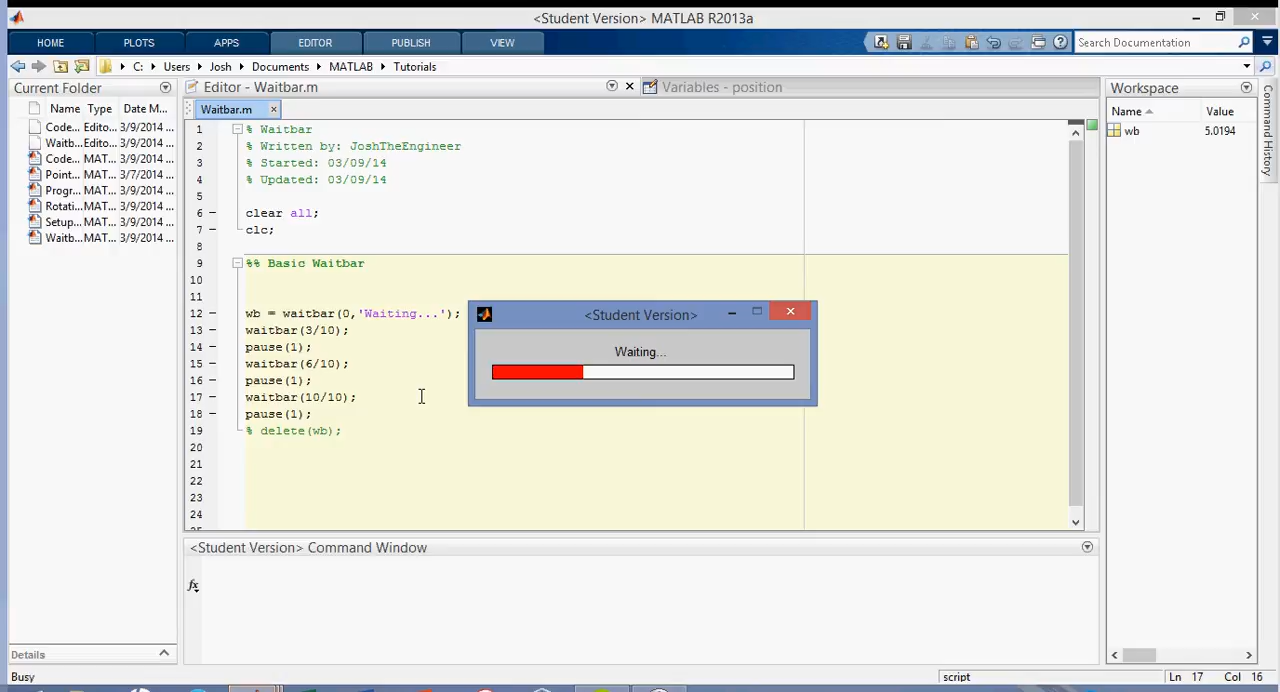 <Student Version> MATLAB R2013a
HOME PLOTS APPS EDITOR PUBLISH VIEW Search Documentation
C: Users Josh Documents MATLAB Tutorials
Current Folder
Editor - Waitbar.m
Variables - position
Workspace
Waitbar.m
Name Type Date M...
Name Value
Code... Edito... 3/9/2014 ...
Waitb... Edito... 3/9/2014 ...
Code... MAT... 3/9/2014 ...
Point... MAT... 3/7/2014 ...
Progr... MAT... 3/9/2014 ...
Rotati... MAT... 3/9/2014 ...
Setup... MAT... 3/9/2014 ...
Waitb... MAT... 3/9/2014 ...
wb 5.0194
Command History
1 % Waitbar
2 % Written by: JoshTheEngineer
3 % Started: 03/09/14
4 % Updated: 03/09/14
5
6 clear all;
7 clc;
8
9 %% Basic Waitbar
10
11
12 wb = waitbar(0,'Waiting...');
13 waitbar(3/10);
14 pause(1);
15 waitbar(6/10);
16 pause(1);
17 waitbar(10/10);
18 pause(1);
19 % delete(wb);
20
21
22
23
24
25
<Student Version>
Waiting...
<Student Version> Command Window
fx
Details
Busy
script Ln 17 Col 16